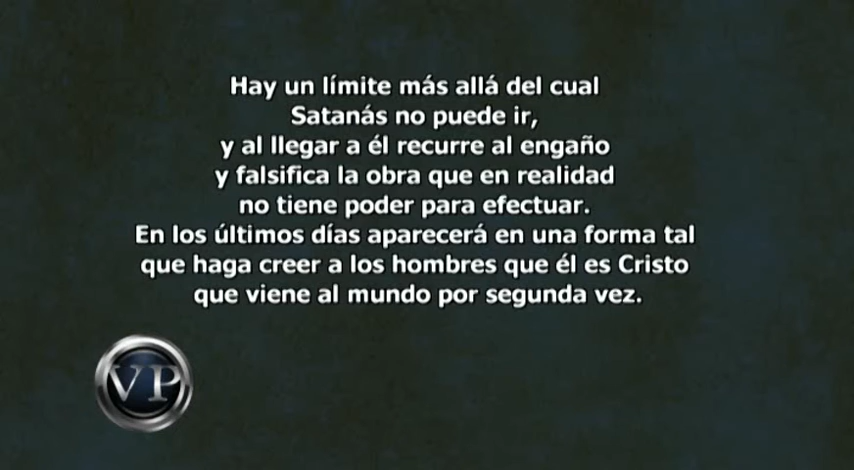 Hay un límite más allá del cual
Satanás no puede ir,
y al llegar a él recurre al engaño
y falsifica la obra que en realidad
no tiene poder para efectuar.
En los últimos días aparecerá en una forma tal
que haga creer a los hombres que él es Cristo
que viene al mundo por segunda vez.
VP